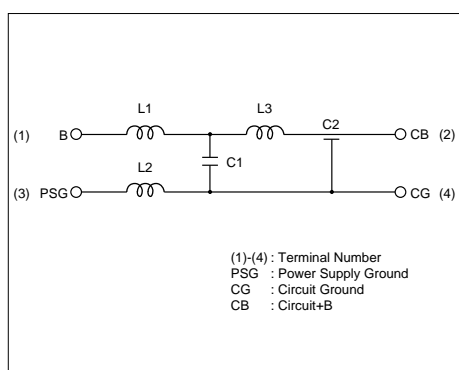 L1 L3
C2
(1) B CB (2)
C1
L2
(3) PSG CG (4)
(1)-(4) : Terminal Number
PSG : Power Supply Ground
CG : Circuit Ground
CB : Circuit+B